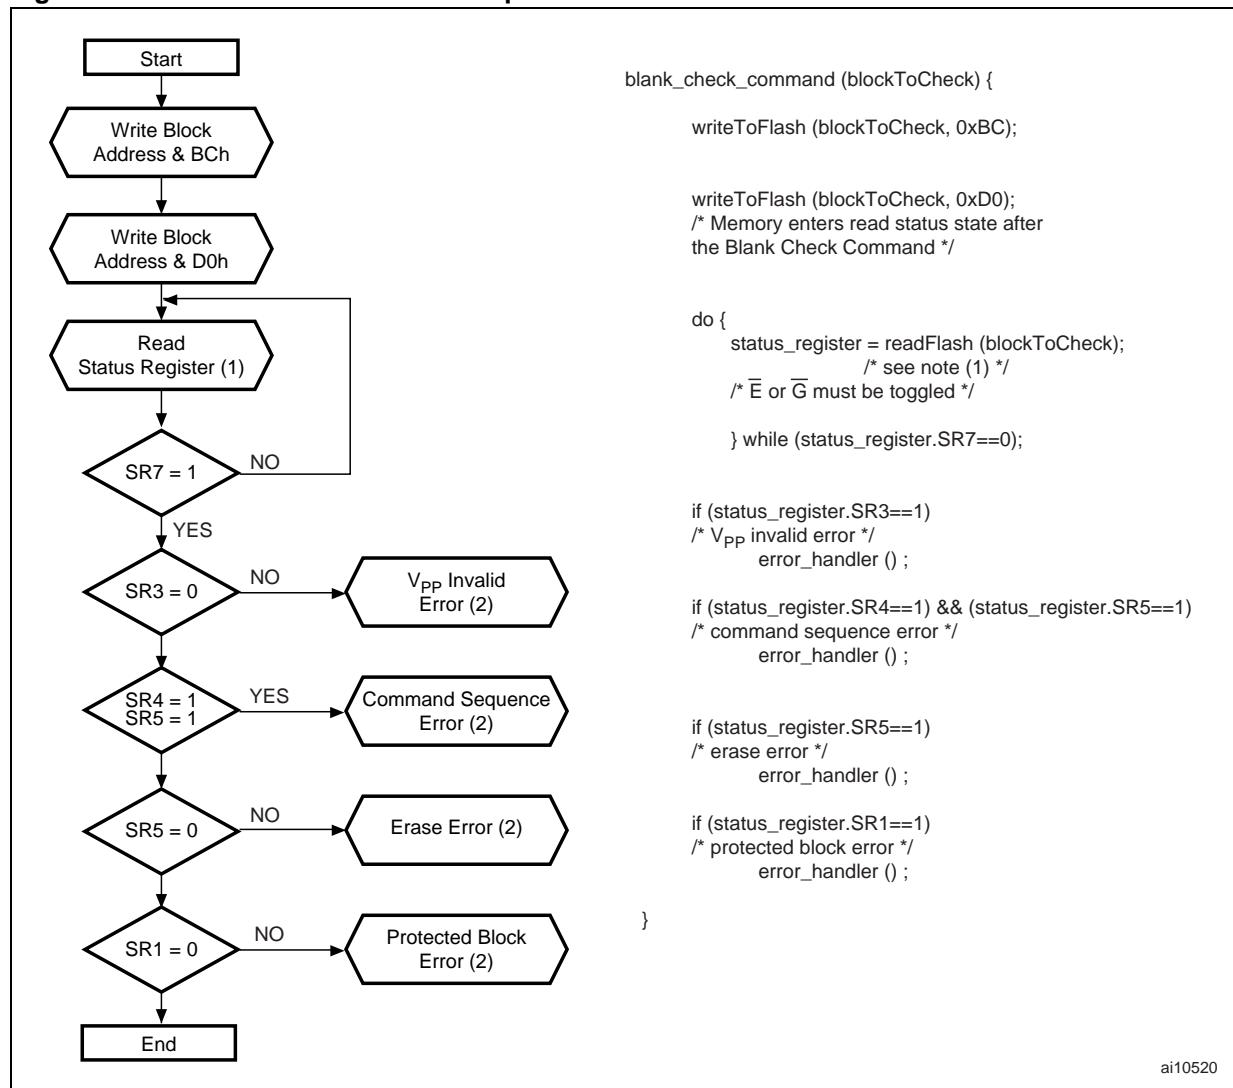 Start
Write Block
Address & BCh
Write Block
Address & D0h
Read
Status Register (1)
SR7 = 1
NO
YES
SR3 = 0
NO
VPP Invalid
Error (2)
SR4 = 1
SR5 = 1
YES
Command Sequence
Error (2)
SR5 = 0
NO
Erase Error (2)
SR1 = 0
NO
Protected Block
Error (2)
End
blank_check_command (blockToCheck) {
writeToFlash (blockToCheck, 0xBC);
writeToFlash (blockToCheck, 0xD0);
/* Memory enters read status state after
the Blank Check Command */
do {
status_register = readFlash (blockToCheck);
/* see note (1) */
/* E̅ or G̅ must be toggled */
} while (status_register.SR7==0);
if (status_register.SR3==1)
/* VPP invalid error */
error_handler () ;
if (status_register.SR4==1) && (status_register.SR5==1)
/* command sequence error */
error_handler () ;
if (status_register.SR5==1)
/* erase error */
error_handler () ;
if (status_register.SR1==1)
/* protected block error */
error_handler () ;
}
ai10520